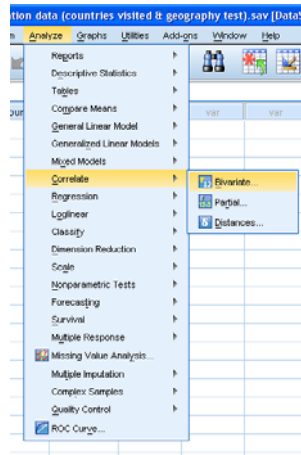 tion data (countries visited & geography test).sav [DataS
m Analyze Graphs Utilities Add-ons Window Help
Reports
Descriptive Statistics
Tables
Compare Means
var var
General Linear Model
Generalized Linear Models
Mixed Models
Correlate
Bivariate...
Regression
Partial...
Loglinear
Distances...
Classify
Dimension Reduction
Scale
Nonparametric Tests
Forecasting
Survival
Multiple Response
Missing Value Analysis...
Multiple Imputation
Complex Samples
Quality Control
ROC Curve...